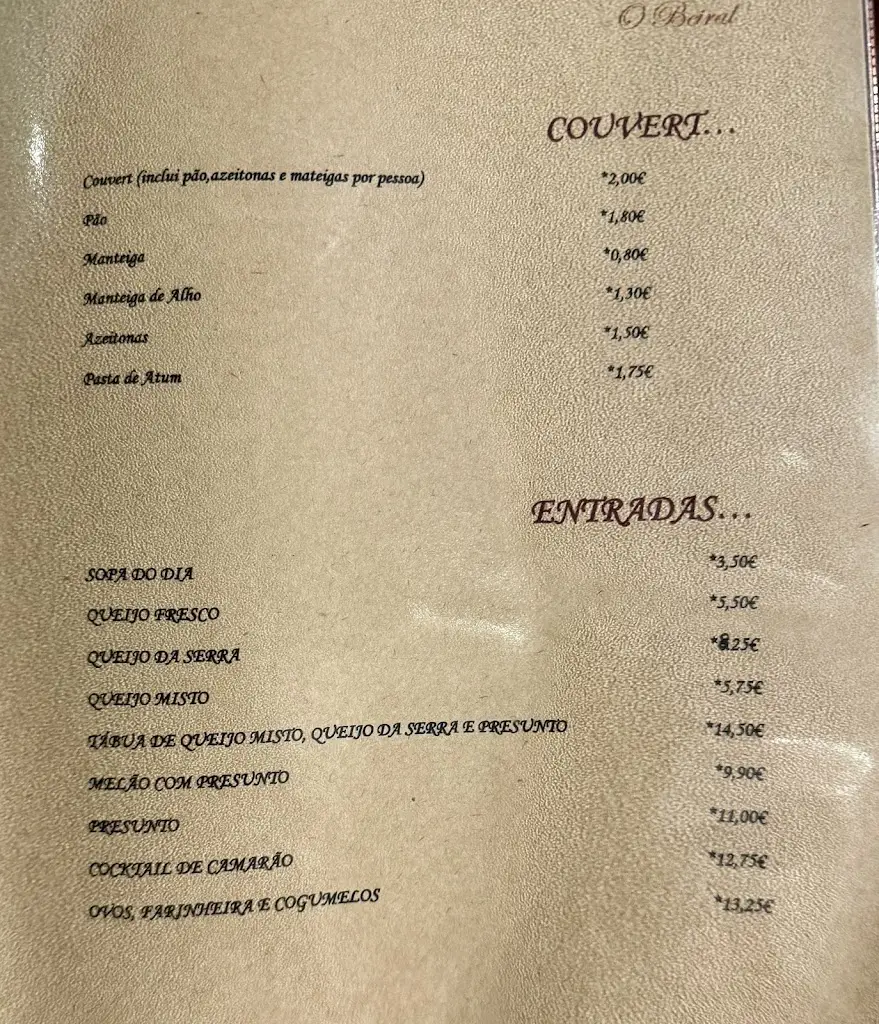 O Beiral
COUVERT...
Couvert (inclui pão,azeitonas e mateigas por pessoa) *2,00€
Pão *1,80€
Manteiga *0,80€
Manteiga de Alho *1,30€
Azeitonas *1,50€
Pasta de Atum *1,75€
ENTRADAS...
SOPA DO DIA *3,50€
QUEIJO FRESCO *5,50€
QUEIJO DA SERRA
QUEIJO MISTO *5,75€
TÁBUA DE QUEIJO MISTO, QUEIJO DA SERRA E PRESUNTO *14,50€
MELÃO COM PRESUNTO *9,90€
PRESUNTO *11,00€
COCKTAIL DE CAMARÃO *12,75€
OVOS, FARINHEIRA E COGUMELOS *13,25€